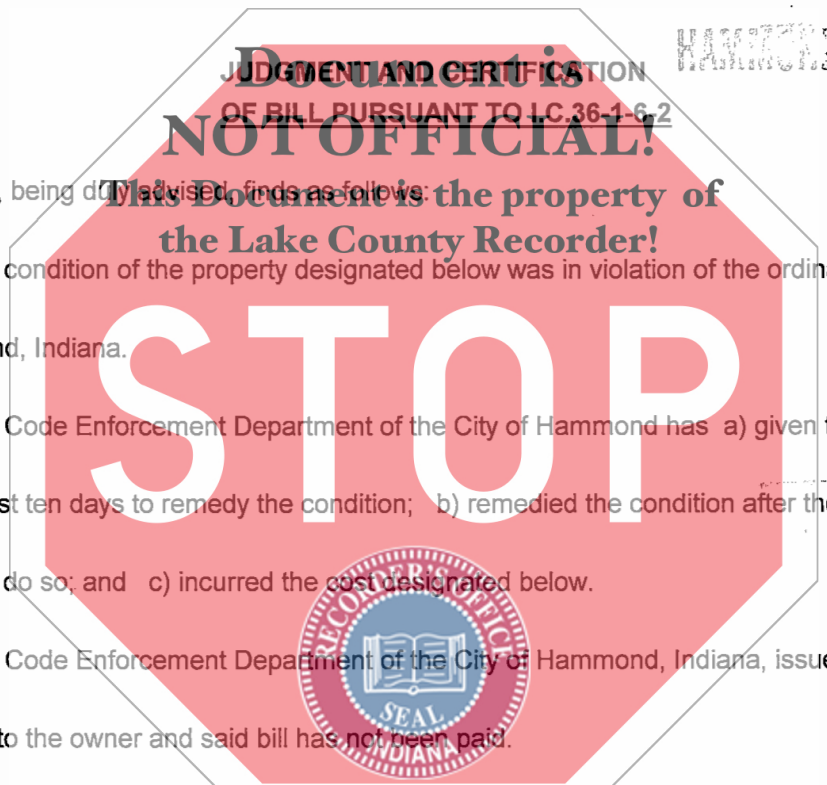 HAMMOND
JUDGMENT AND CERTIFICATION
Document is
OF BILL PURSUANT TO I.C.36-1-6-2
NOT OFFICIAL!
, being duly advised, finds as follows:
This Document is the property of
the Lake County Recorder!
condition of the property designated below was in violation of the ordin
STOP
nd, Indiana.
Code Enforcement Department of the City of Hammond has a) given
st ten days to remedy the condition; b) remedied the condition after the
do so; and c) incurred the cost designated below.
RECORDER'S OFFICE
Code Enforcement Department of the City of Hammond, Indiana, issue
SEAL
to the owner and said bill has not been paid.
INDIANA